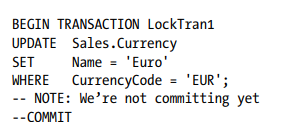 BEGIN TRANSACTION LockTran1
UPDATE Sales.Currency
SET Name = 'Euro'
WHERE CurrencyCode = 'EUR';
-- NOTE: We’re not committing yet
--COMMIT